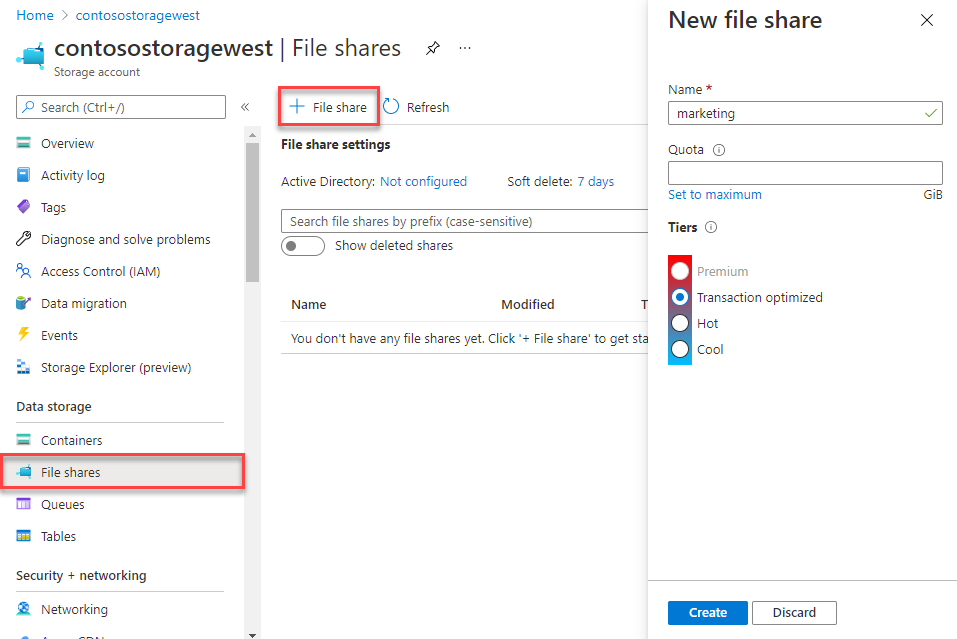 Home > contosostoragewest
contosostoragewest | File shares ...
Storage account
Search (Ctrl+/) «
Overview
Activity log
Tags
Diagnose and solve problems
Access Control (IAM)
Data migration
Events
Storage Explorer (preview)
Data storage
Containers
File shares
Queues
Tables
Security + networking
Networking
+ File share Refresh
File share settings
Active Directory: Not configured Soft delete: 7 days
Search file shares by prefix (case-sensitive)
Show deleted shares
Name Modified T
You don't have any file shares yet. Click '+ File share' to get sta
New file share
Name *
marketing
Quota
Set to maximum GiB
Tiers
Premium
Transaction optimized
Hot
Cool
Create Discard